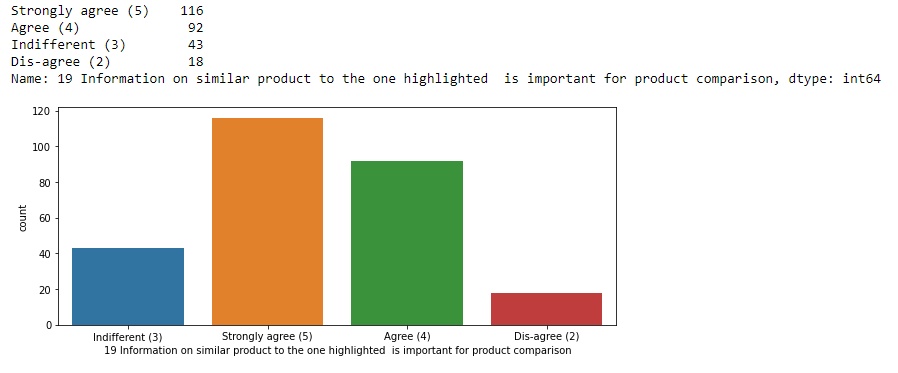 Strongly agree (5)    116
Agree (4)    92
Indifferent (3)    43
Dis-agree (2)    18
Name: 19 Information on similar product to the one highlighted  is important for product comparison, dtype: int64
120
100
80
60
40
20
0
count
Indifferent (3)    Strongly agree (5)    Agree (4)    Dis-agree (2)
19 Information on similar product to the one highlighted  is important for product comparison